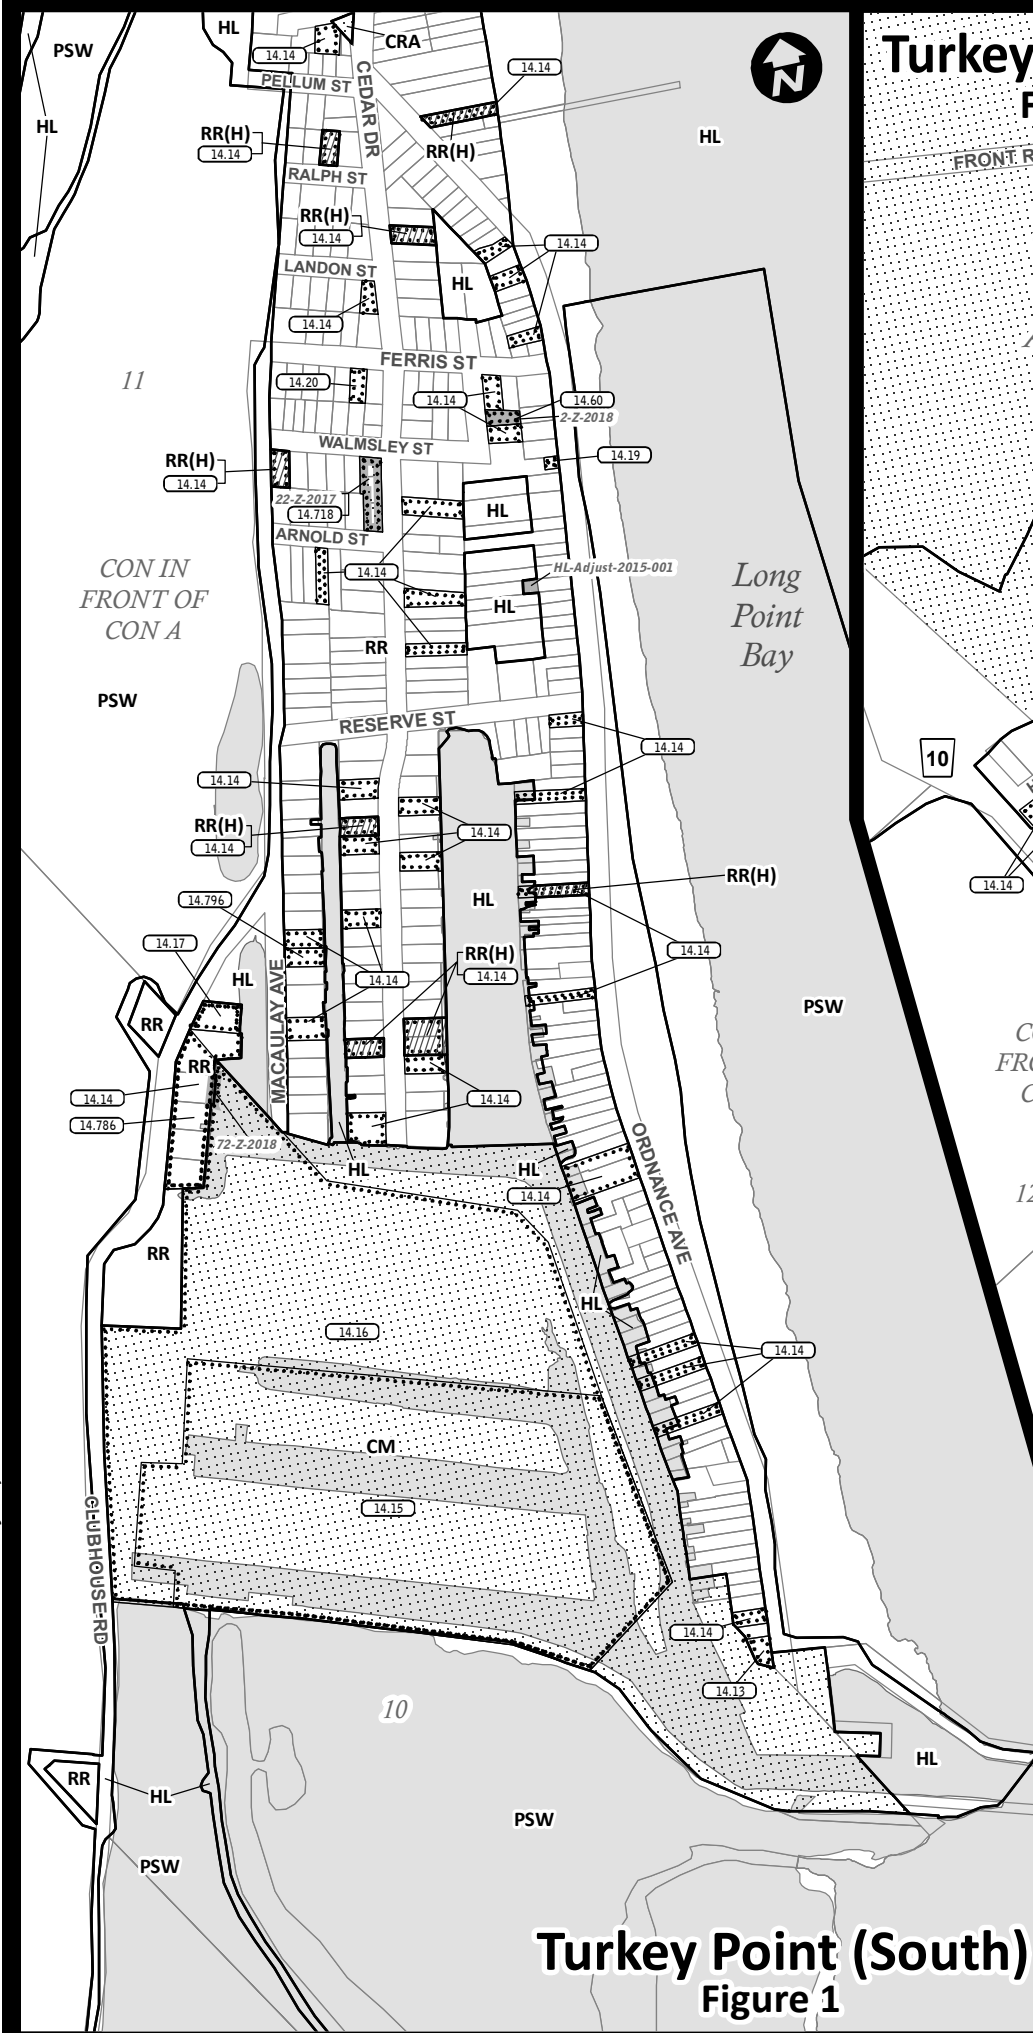 HL
PSW
CRA
14.14
Turkey
PELLUM ST
CEDAR DR
14.14
N
HL
RR(H)
14.14
RR(H)
HL
FRONT R
RALPH ST
RR(H)
14.14
14.14
LANDON ST
HL
14.14
FERRIS ST
11
14.20
14.14
14.60
2-Z-2018
WALMSLEY ST
14.19
RR(H)
14.14
22-Z-2017
14.718
HL
ARNOLD ST
CON IN
FRONT OF
CON A
14.14
HL-Adjust-2015-001
HL
Long
Point
Bay
RR
PSW
RESERVE ST
14.14
10
14.14
RR(H)
14.14
14.14
RR(H)
14.14
14.796
HL
14.17
14.14
RR(H)
14.14
14.14
HL
MACAULAY AVE
PSW
RR
RR
14.14
14.786
14.14
72-Z-2018
ORDNANCE AVE
HL
HL
14.14
12
RR
HL
14.16
14.14
CM
14.15
CLUBHOUSE RD
14.14
14.13
10
HL
RR
HL
PSW
PSW
Turkey Point (South)
Figure 1